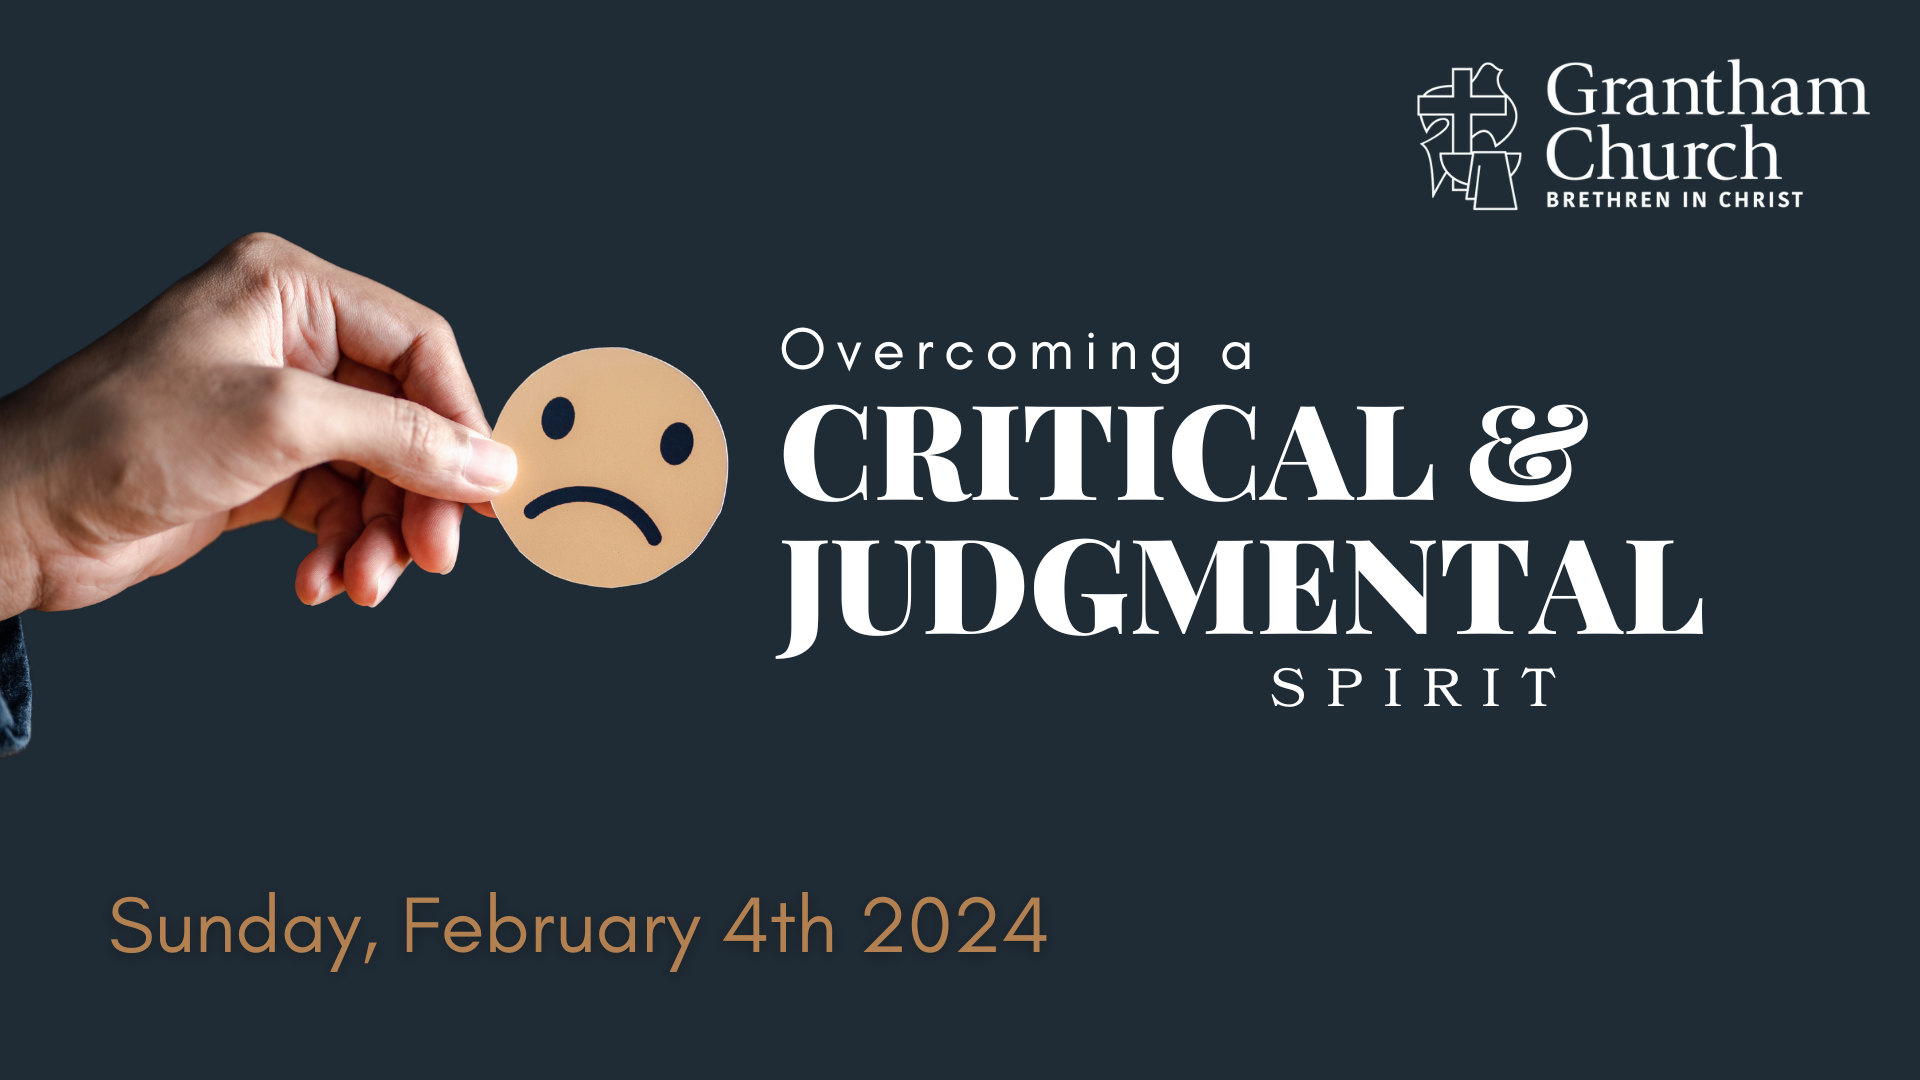 Grantham
Church
BRETHREN IN CHRIST
Overcoming a
CRITICAL &
JUDGMENTAL
SPIRIT
Sunday, February 4th 2024